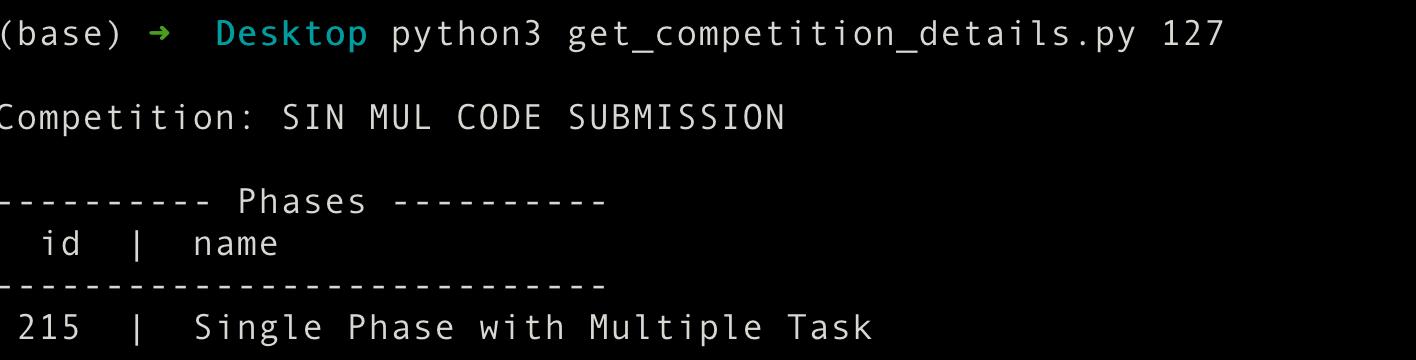 (base) ➜  Desktop python3 get_competition_details.py 127
Competition: SIN MUL CODE SUBMISSION
---------- Phases ----------
id  |  name
----------------------------
215  |  Single Phase with Multiple Task